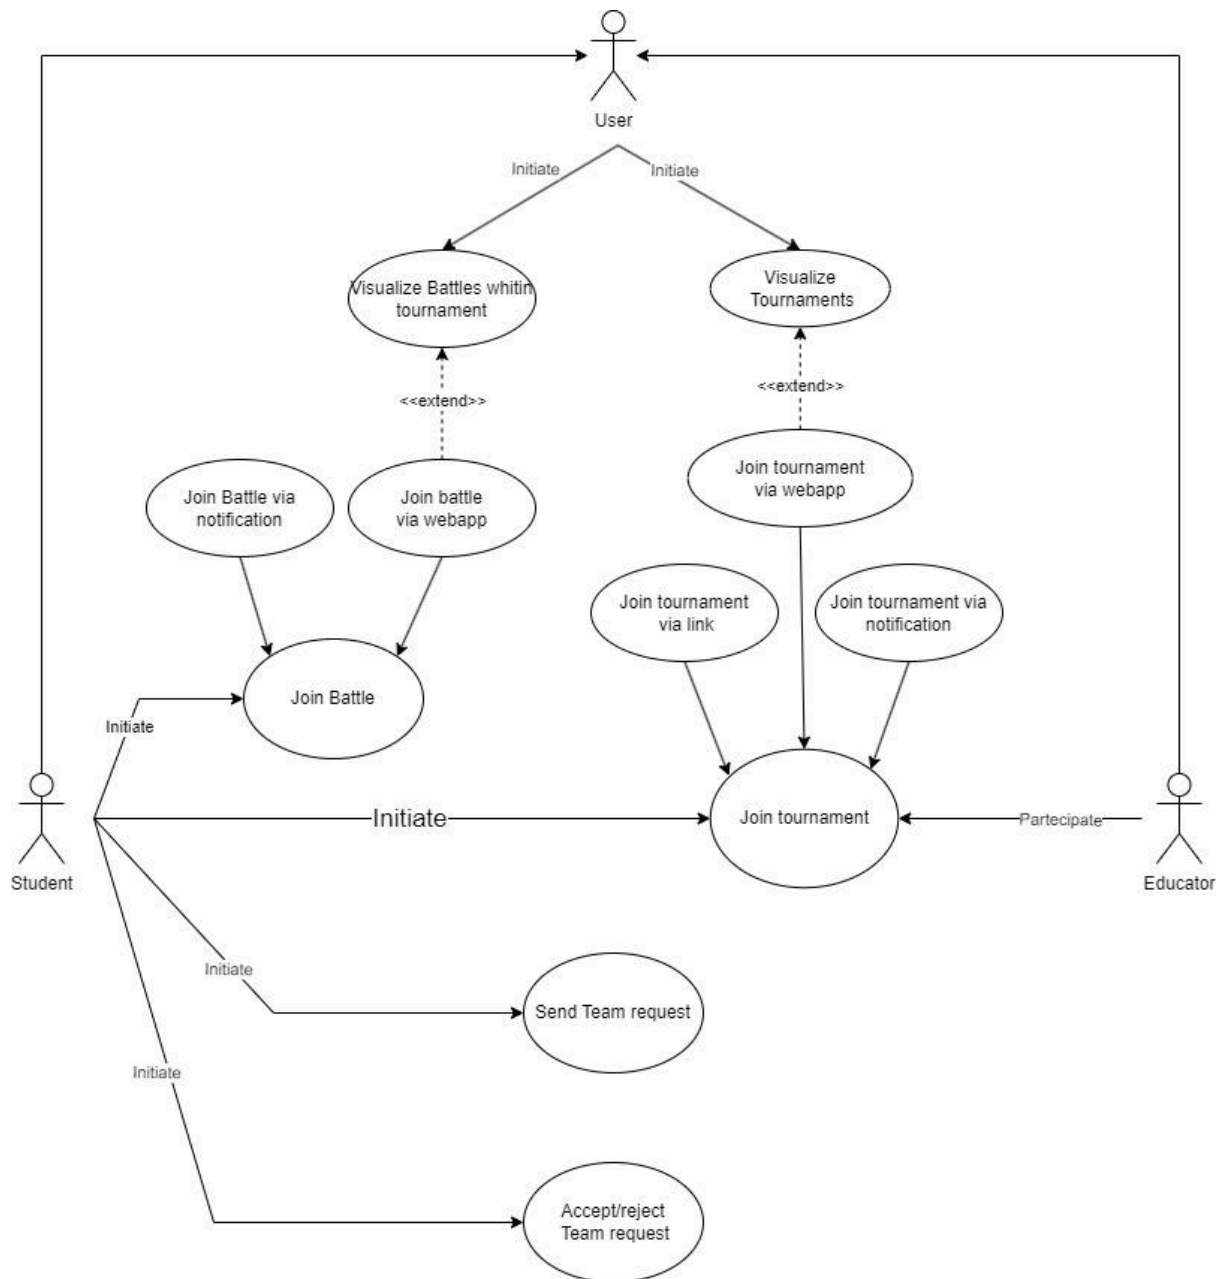 User
Initiate
Initiate
Visualize Battles whitin
tournament
Visualize
Tournaments
<<extend>>
<<extend>>
Join Battle via
notification
Join battle
via webapp
Join tournament
via webapp
Join tournament
via link
Join tournament via
notification
Join Battle
Initiate
Initiate
Join tournament
Partecipate
Student
Educator
Initiate
Send Team request
Initiate
Accept/reject
Team request